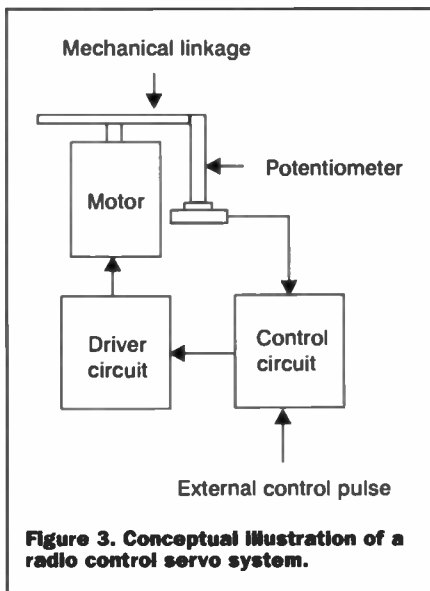 Mechanical linkage
Potentiometer
Motor
Driver
circuit
Control
circuit
External control pulse
Figure 3. Conceptual illustration of a
radio control servo system.